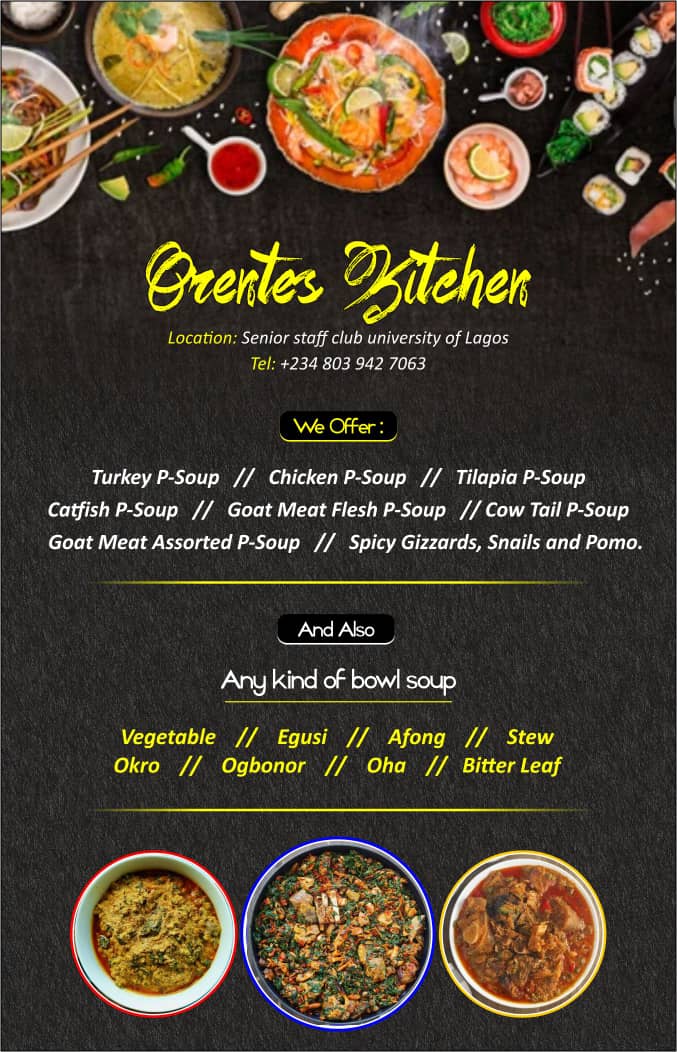 Orentes Kitchen
Location: Senior staff club university of Lagos
Tel: +234 803 942 7063
We Offer :
Turkey P-Soup // Chicken P-Soup // Tilapia P-Soup
Catfish P-Soup // Goat Meat Flesh P-Soup // Cow Tail P-Soup
Goat Meat Assorted P-Soup // Spicy Gizzards, Snails and Pomo.
And Also
Any kind of bowl soup
Vegetable // Egusi // Afong // Stew
Okro // Ogbonor // Oha // Bitter Leaf